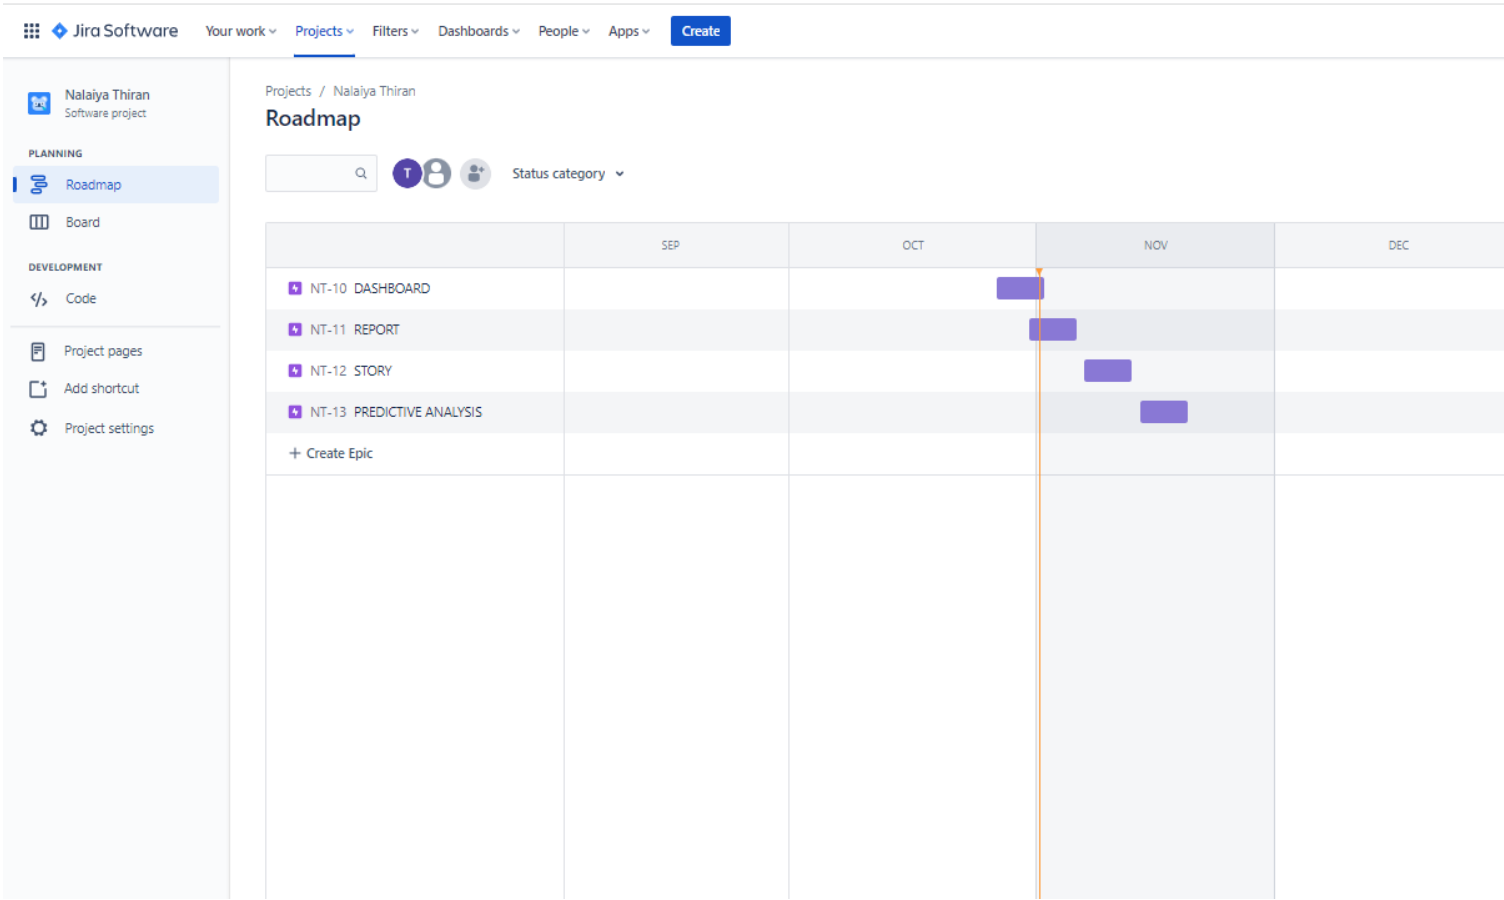 Jira Software Your work Projects Filters Dashboards People Apps Create
Nalaiya Thiran
Software project
PLANNING
Roadmap
Board
DEVELOPMENT
Code
Project pages
Add shortcut
Project settings
Projects / Nalaiya Thiran
Roadmap
T Status category
SEP OCT NOV DEC
NT-10 DASHBOARD
NT-11 REPORT
NT-12 STORY
NT-13 PREDICTIVE ANALYSIS
+ Create Epic